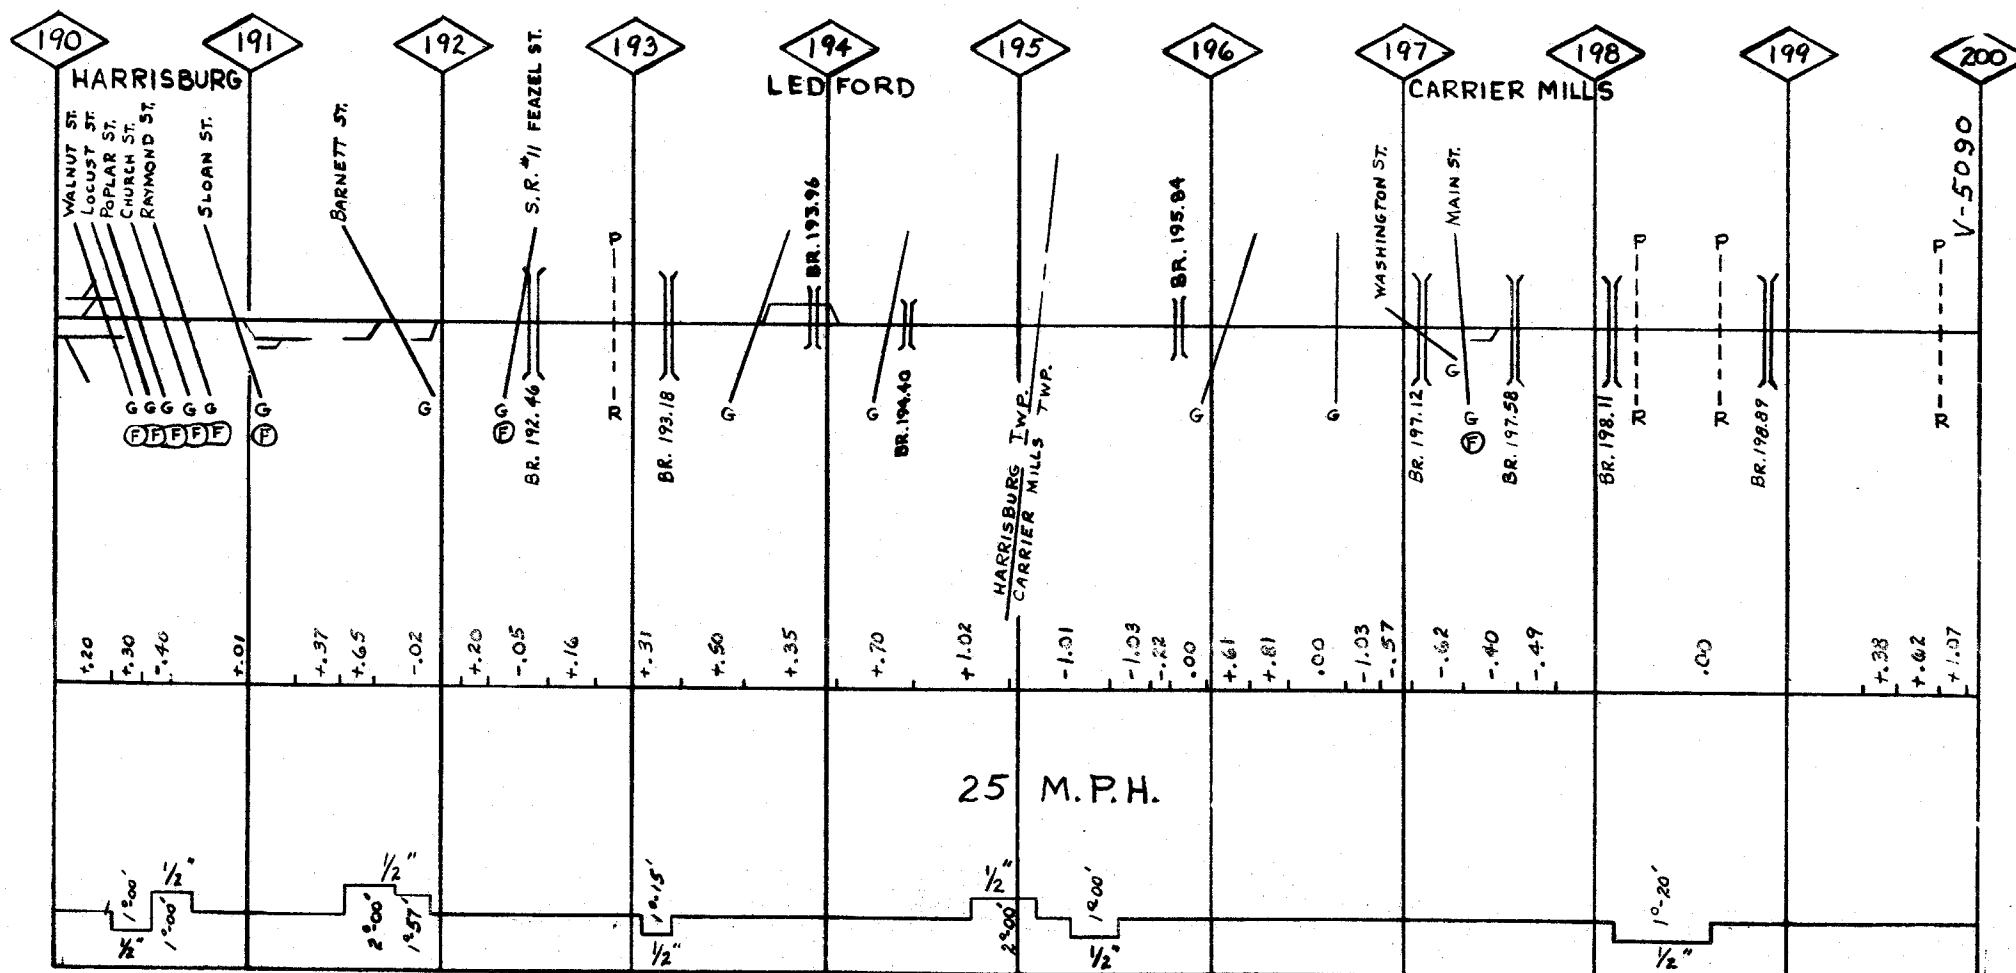 190 191 192 193 194 195 196 197 198 199 200
HARRISBURG LEDFORD CARRIER MILLS
WALNUT ST.
LOCUST ST.
POPLAR ST.
CHURCH ST.
RAYMOND ST.
SLOAN ST.
BARNETT ST.
S.R. #11 FEAZEL ST.
BR. 193.96
BR. 195.84
WASHINGTON ST.
MAIN ST.
V-5090
P P P P
G G G G G G G G R G G G G G G R R R
F F F F F F F F
BR. 192.46
BR. 193.18
BR. 194.40
HARRISBURG TWP.
CARRIER MILLS TWP.
BR. 197.12
BR. 197.58
BR. 198.11
BR. 198.89
+.20 +.30 -.40 +.01 +.37 +.65 -.02 +.20 -.05 +.16 +.31 +.50 +.35 +.70 +1.02 -1.01 -1.03 -.22 .00 +.61 +.81 .00 -1.03 -.57 -.62 -.40 -.49 .00 +.38 +.62 +1.07
25 M.P.H.
1°-00' 1/2" 1/2" 1°-15' 1/2" 1°-00' 1°-20'
1/2" 1°-00' 2°-00' 1°-57' 1/2" 2°-00' 1/2" 1/2"